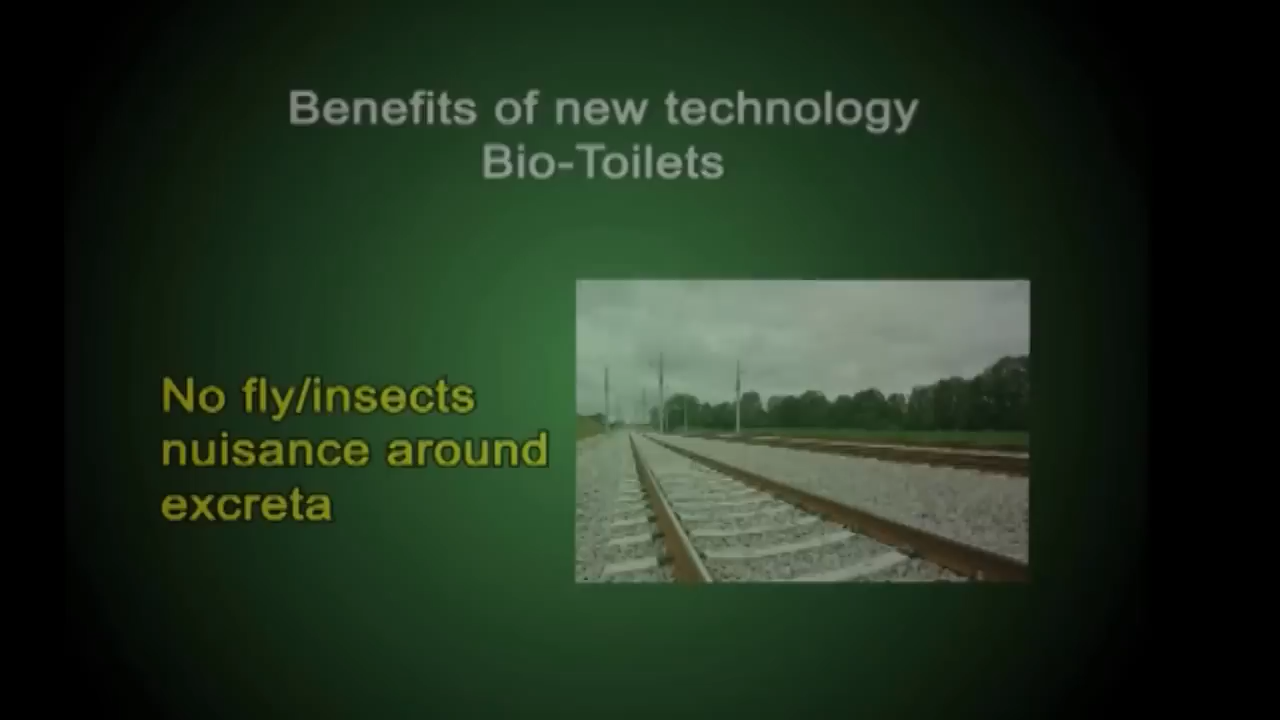 Benefits of new technology
Bio-Toilets
No fly/insects
nuisance around
excreta